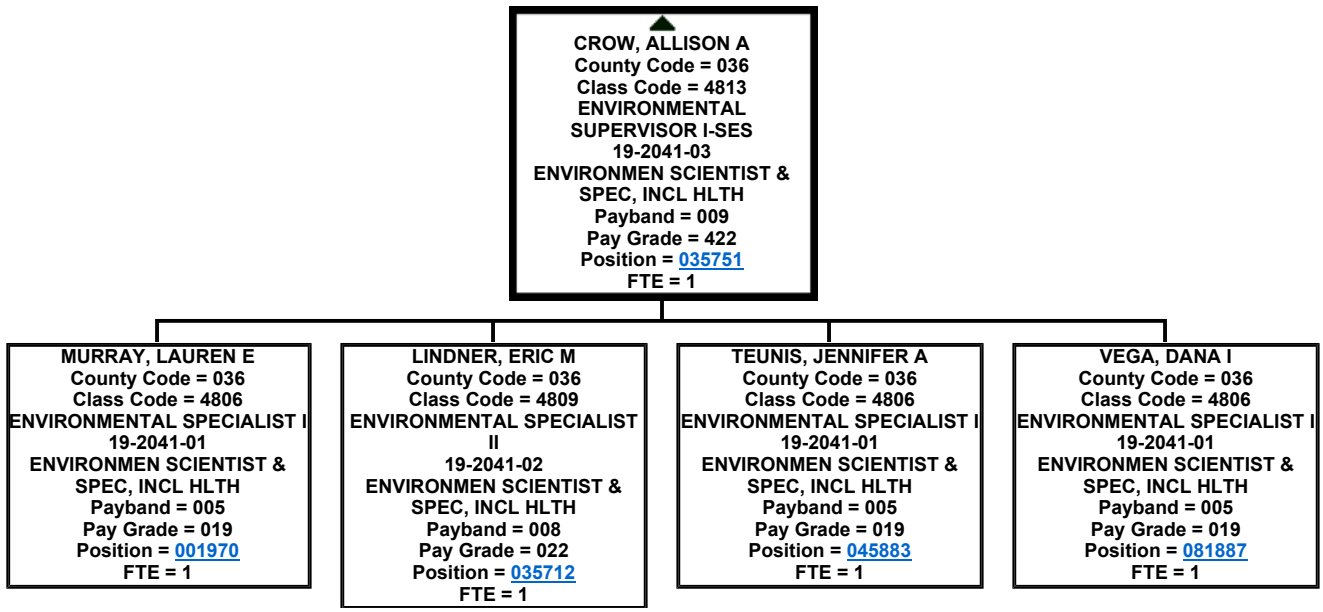 CROW, ALLISON A
County Code = 036
Class Code = 4813
ENVIRONMENTAL
SUPERVISOR I-SES
19-2041-03
ENVIRONMEN SCIENTIST &
SPEC, INCL HLTH
Payband = 009
Pay Grade = 422
Position = 035751
FTE = 1
MURRAY, LAUREN E
County Code = 036
Class Code = 4806
ENVIRONMENTAL SPECIALIST I
19-2041-01
ENVIRONMEN SCIENTIST &
SPEC, INCL HLTH
Payband = 005
Pay Grade = 019
Position = 001970
FTE = 1
LINDNER, ERIC M
County Code = 036
Class Code = 4809
ENVIRONMENTAL SPECIALIST
II
19-2041-02
ENVIRONMEN SCIENTIST &
SPEC, INCL HLTH
Payband = 008
Pay Grade = 022
Position = 035712
FTE = 1
TEUNIS, JENNIFER A
County Code = 036
Class Code = 4806
ENVIRONMENTAL SPECIALIST I
19-2041-01
ENVIRONMEN SCIENTIST &
SPEC, INCL HLTH
Payband = 005
Pay Grade = 019
Position = 045883
FTE = 1
VEGA, DANA I
County Code = 036
Class Code = 4806
ENVIRONMENTAL SPECIALIST I
19-2041-01
ENVIRONMEN SCIENTIST &
SPEC, INCL HLTH
Payband = 005
Pay Grade = 019
Position = 081887
FTE = 1